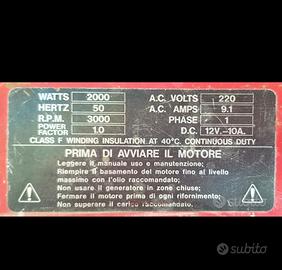 WATTS 2000 A.C. VOLTS 220
HERTZ 50 A.C. AMPS 9.1
R.P.M. 3000 PHASE 1
POWER FACTOR 1.0 D.C. 12V.-10A.
CLASS F WINDING INSULATION AT 40°C. CONTINUOUS DUTY
PRIMA DI AVVIARE IL MOTORE
Leggere il manuale uso e manutenzione;
Riempire il basamento del motore fino al livello
massimo con l'olio raccomandato;
Non usare il generatore in zone chiuse;
Fermare il motore prima di ogni rifornimento;
Non superare il carico raccomandato.
subito